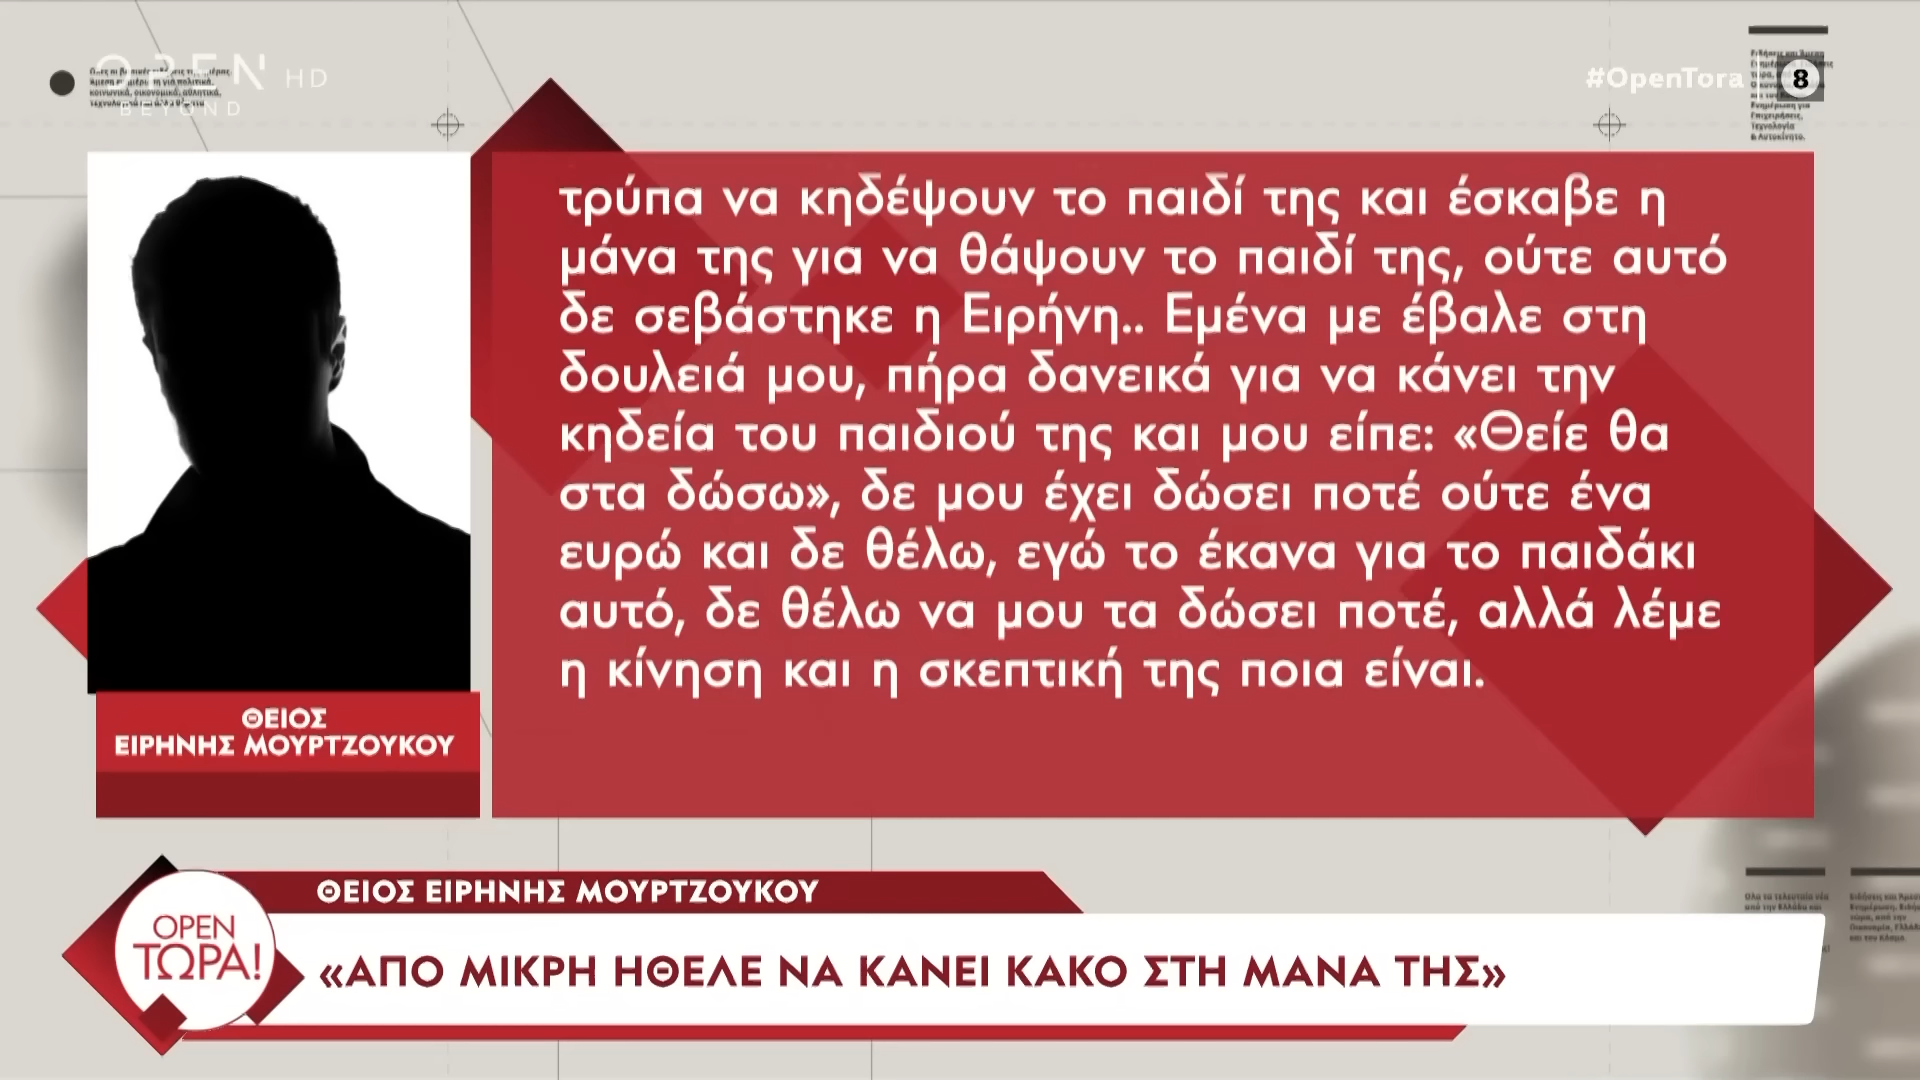 OPEN HD
BEYOND
#OpenTora
8
τρύπα να κηδέψουν το παιδί της και έσκαβε η
μάνα της για να θάψουν το παιδί της, ούτε αυτό
δε σεβάστηκε η Ειρήνη.. Εμένα με έβαλε στη
δουλειά μου, πήρα δανεικά για να κάνει την
κηδεία του παιδιού της και μου είπε: «Θείε θα
στα δώσω», δε μου έχει δώσει ποτέ ούτε ένα
ευρώ και δε θέλω, εγώ το έκανα για το παιδάκι
αυτό, δε θέλω να μου τα δώσει ποτέ, αλλά λέμε
η κίνηση και η σκεπτική της ποια είναι.
ΘΕΙΟΣ
ΕΙΡΗΝΗΣ ΜΟΥΡΤΖΟΥΚΟΥ
ΘΕΙΟΣ ΕΙΡΗΝΗΣ ΜΟΥΡΤΖΟΥΚΟΥ
OPEN
ΤΩΡΑ!
«ΑΠΟ ΜΙΚΡΗ ΗΘΕΛΕ ΝΑ ΚΑΝΕΙ ΚΑΚΟ ΣΤΗ ΜΑΝΑ ΤΗΣ»